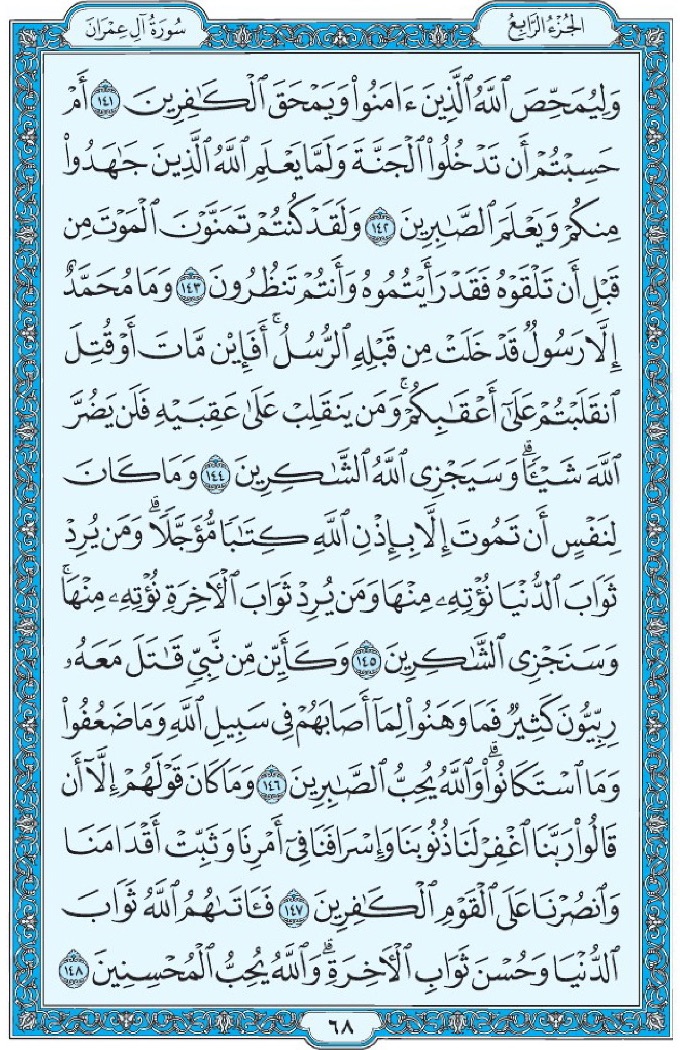 الجُزءُ الرَّابِعُ
سُورَةُ آلِ عِمۡرَان
وَلِيُمَحِّصَ ٱللَّهُ ٱلَّذِينَ ءَامَنُواْ وَيَمۡحَقَ ٱلۡكَٰفِرِينَ ١٤١ أَمۡ
حَسِبۡتُمۡ أَن تَدۡخُلُواْ ٱلۡجَنَّةَ وَلَمَّا يَعۡلَمِ ٱللَّهُ ٱلَّذِينَ جَٰهَدُواْ
مِنكُمۡ وَيَعۡلَمَ ٱلصَّٰبِرِينَ ١٤٢ وَلَقَدۡ كُنتُمۡ تَمَنَّوۡنَ ٱلۡمَوۡتَ مِن
قَبۡلِ أَن تَلۡقَوۡهُ فَقَدۡ رَأَيۡتُمُوهُ وَأَنتُمۡ تَنظُرُونَ ١٤٣ وَمَا مُحَمَّدٌ
إِلَّا رَسُولٞ قَدۡ خَلَتۡ مِن قَبۡلِهِ ٱلرُّسُلُۚ أَفَإِيْن مَّاتَ أَوۡ قُتِلَ
ٱنقَلَبۡتُمۡ عَلَىٰٓ أَعۡقَٰبِكُمۡۚ وَمَن يَنقَلِبۡ عَلَىٰ عَقِبَيۡهِ فَلَن يَضُرَّ
ٱللَّهَ شَيۡـٔٗاۗ وَسَيَجۡزِي ٱللَّهُ ٱلشَّٰكِرِينَ ١٤٤ وَمَا كَانَ
لِنَفۡسٍ أَن تَمُوتَ إِلَّا بِإِذۡنِ ٱللَّهِ كِتَٰبٗا مُّؤَجَّلٗاۗ وَمَن يُرِدۡ
ثَوَابَ ٱلدُّنۡيَا نُؤۡتِهِۦ مِنۡهَا وَمَن يُرِدۡ ثَوَابَ ٱلۡأٓخِرَةِ نُؤۡتِهِۦ مِنۡهَاۚ
وَسَنَجۡزِي ٱلشَّٰكِرِينَ ١٤٥ وَكَأَيِّن مِّن نَّبِيّٖ قَٰتَلَ مَعَهُۥ
رِبِّيُّونَ كَثِيرٞ فَمَا وَهَنُواْ لِمَآ أَصَابَهُمۡ فِي سَبِيلِ ٱللَّهِ وَمَا ضَعُفُواْ
وَمَا ٱسۡتَكَانُواْۗ وَٱللَّهُ يُحِبُّ ٱلصَّٰبِرِينَ ١٤٦ وَمَا كَانَ قَوۡلَهُمۡ إِلَّآ أَن
قَالُواْ رَبَّنَا ٱغۡفِرۡ لَنَا ذُنُوبَنَا وَإِسۡرَافَنَا فِيٓ أَمۡرِنَا وَثَبِّتۡ أَقۡدَامَنَا
وَٱنصُرۡنَا عَلَى ٱلۡقَوۡمِ ٱلۡكَٰفِرِينَ ١٤٧ فَـَٔاتَىٰهُمُ ٱللَّهُ ثَوَابَ
ٱلدُّنۡيَا وَحُسۡنَ ثَوَابِ ٱلۡأٓخِرَةِۗ وَٱللَّهُ يُحِبُّ ٱلۡمُحۡسِنِينَ ١٤٨
٦٨